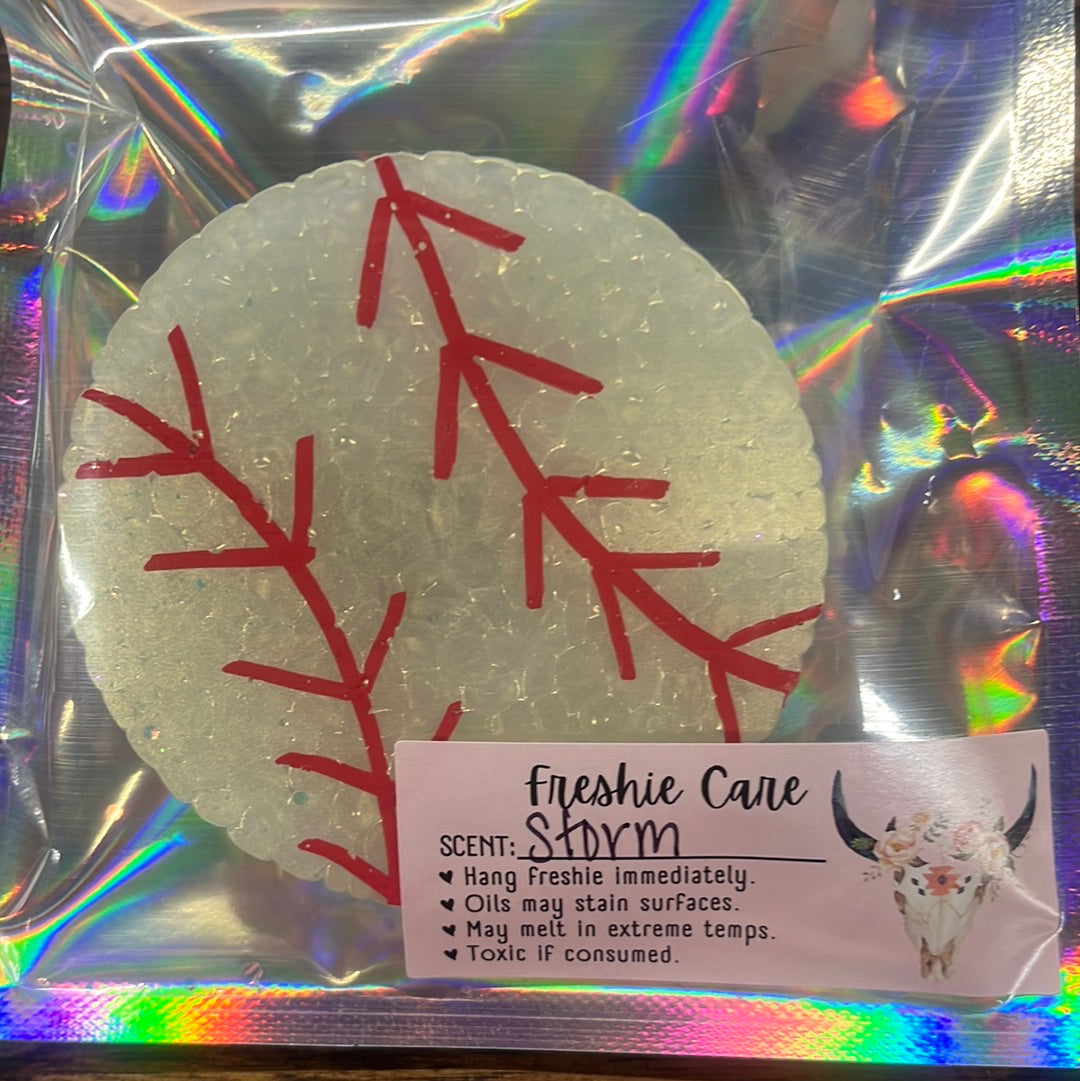 Freshie Care
SCENT: Storm
♥ Hang freshie immediately.
♥ Oils may stain surfaces.
♥ May melt in extreme temps.
♥ Toxic if consumed.